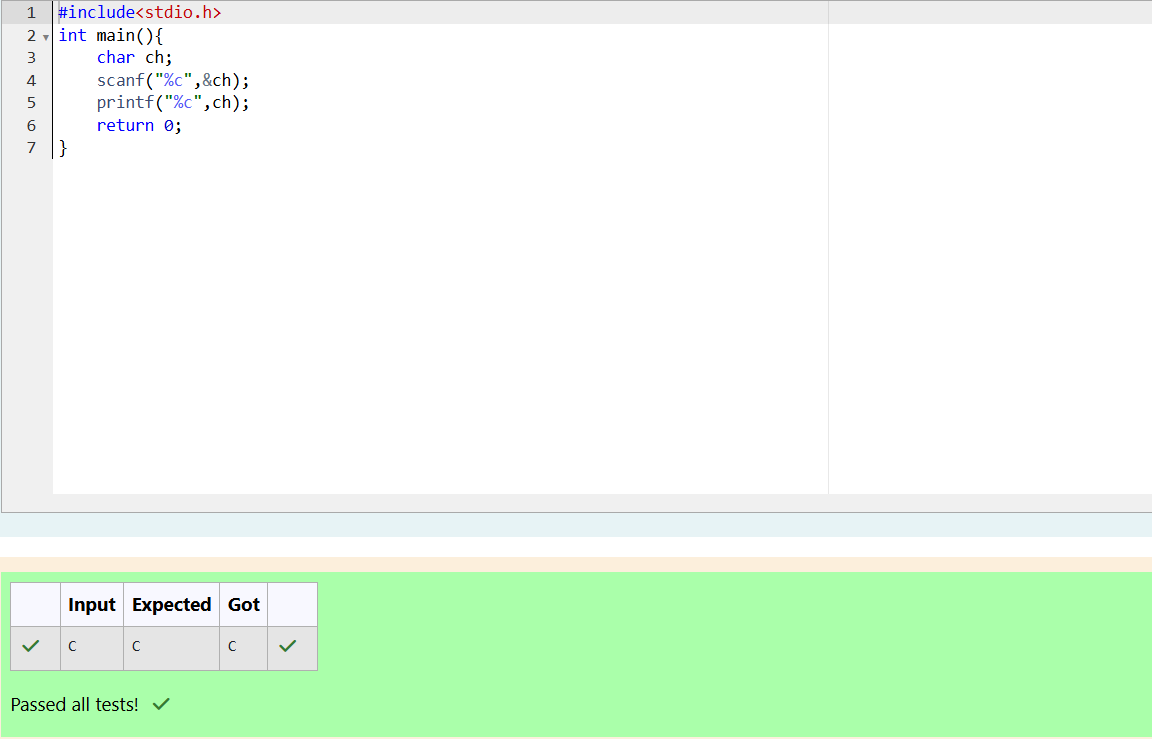 1 #include<stdio.h>
2 int main(){
3     char ch;
4     scanf("%c",&ch);
5     printf("%c",ch);
6     return 0;
7 }
Input Expected Got
C C C
Passed all tests!